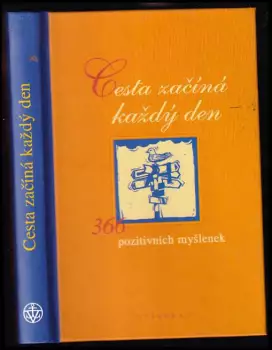 Cesta začíná každý den
Cesta začíná
každý den
366
pozitivních myšlenek